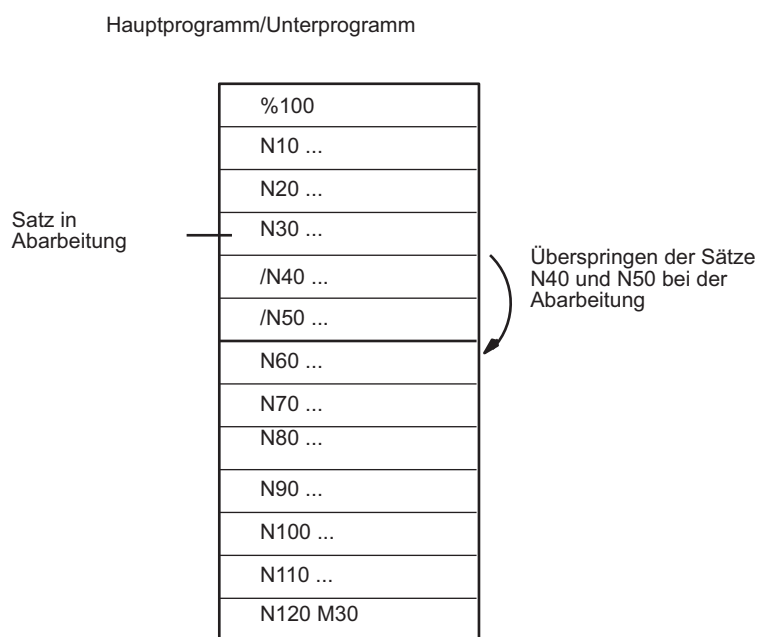 Hauptprogramm/Unterprogramm
%100
N10 ...
N20 ...
Satz in
Abarbeitung
N30 ...
/N40 ...
/N50 ...
Überspringen der Sätze
N40 und N50 bei der
Abarbeitung
N60 ...
N70 ...
N80 ...
N90 ...
N100 ...
N110 ...
N120 M30